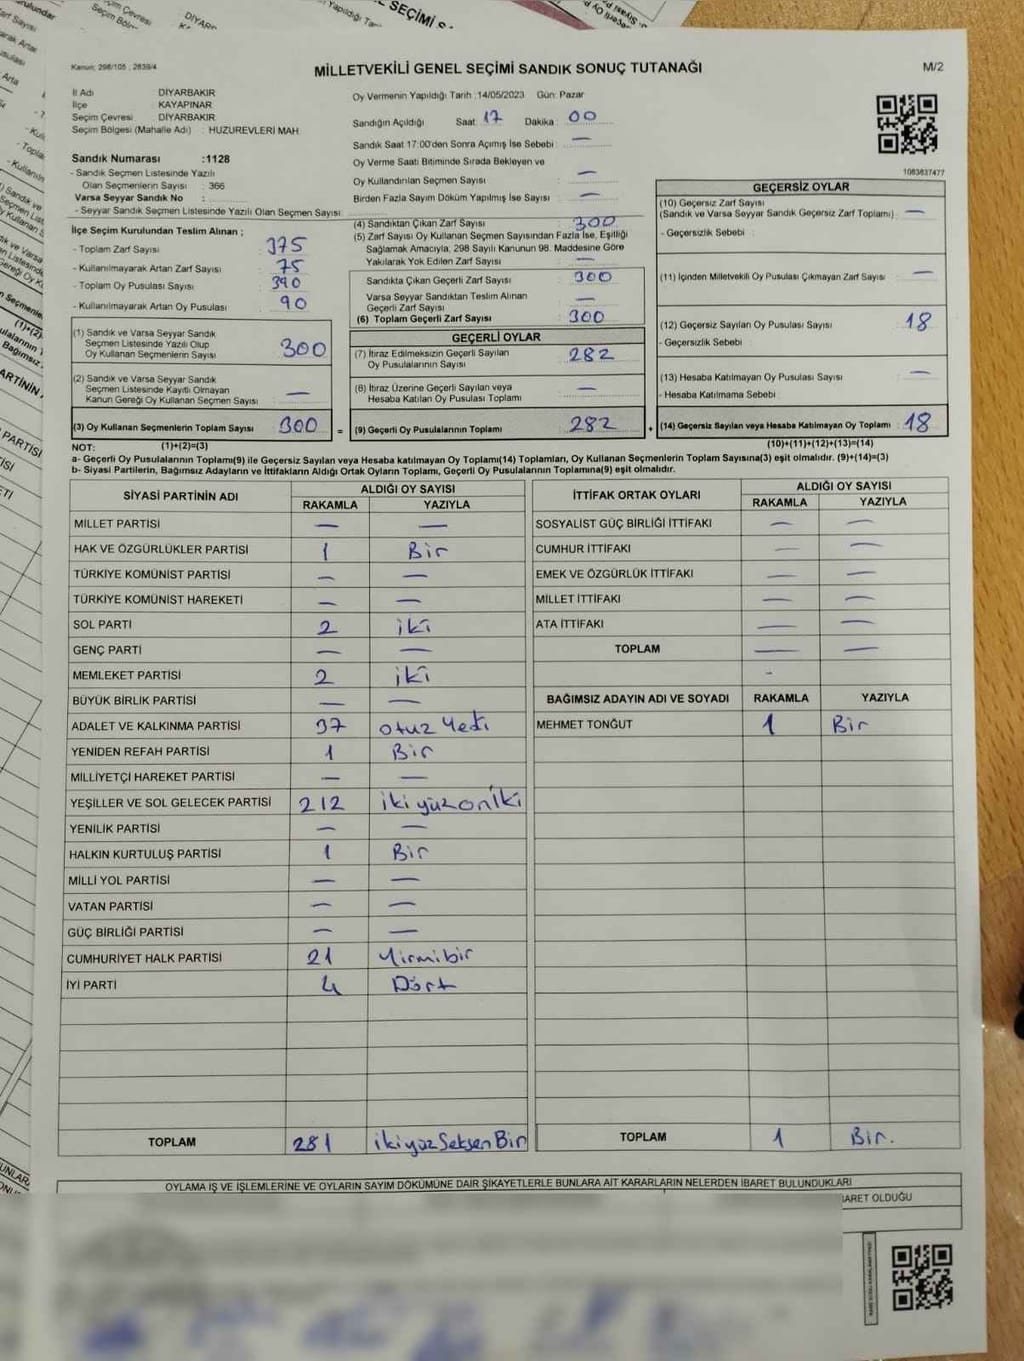 SEÇİMİ S
Kanun: 298/105 ; 2839/4
MİLLETVEKİLİ GENEL SEÇİMİ SANDIK SONUÇ TUTANAĞI
M/2
İl Adı DİYARBAKIR
İlçe KAYAPINAR
Seçim Çevresi DİYARBAKIR
Seçim Bölgesi (Mahalle Adı) : HUZUREVLERİ MAH.
Sandık Numarası :1128
- Sandık Seçmen Listesinde Yazılı
Olan Seçmenlerin Sayısı : 366
Varsa Seyyar Sandık No :
- Seyyar Sandık Seçmen Listesinde Yazılı Olan Seçmen Sayısı :
Oy Vermenin Yapıldığı Tarih :14/05/2023 Gün: Pazar
Sandığın Açıldığı Saat: 17 Dakika : 00
Sandık Saat 17:00'den Sonra Açımış İse Sebebi : —
Oy Verme Saati Bitiminde Sırada Bekleyen ve
Oy Kullandırılan Seçmen Sayısı : —
Birden Fazla Sayım Döküm Yapılmış İse Sayısı : —
1083837477
İlçe Seçim Kurulundan Teslim Alınan ;
- Toplam Zarf Sayısı : 375
- Kullanılmayarak Artan Zarf Sayısı : 75
- Toplam Oy Pusulası Sayısı : 390
- Kullanılmayarak Artan Oy Pusulası : 90
(1) Sandık ve Varsa Seyyar Sandık
Seçmen Listesinde Yazılı Olup
Oy Kullanan Seçmenlerin Sayısı : 300
(2) Sandık ve Varsa Seyyar Sandık
Seçmen Listesinde Kayıtlı Olmayan
Kanun Gereği Oy Kullanan Seçmen Sayısı : —
(3) Oy Kullanan Seçmenlerin Toplam Sayısı : 300
(1)+(2)=(3)
(4) Sandıktan Çıkan Zarf Sayısı : 300
(5) Zarf Sayısı Oy Kullanan Seçmen Sayısından Fazla İse, Eşitliği
Sağlamak Amacıyla, 298 Sayılı Kanunun 98. Maddesine Göre
Yakılarak Yok Edilen Zarf Sayısı : —
Sandıkta Çıkan Geçerli Zarf Sayısı : 300
Varsa Seyyar Sandıktan Teslim Alınan
Geçerli Zarf Sayısı : —
(6) Toplam Geçerli Zarf Sayısı : 300
GEÇERLİ OYLAR
(7) İtiraz Edilmeksizin Geçerli Sayılan
Oy Pusulalarının Sayısı : 282
(8) İtiraz Üzerine Geçerli Sayılan veya
Hesaba Katılan Oy Pusulası Toplamı : —
= (9) Geçerli Oy Pusulalarının Toplamı : 282
GEÇERSİZ OYLAR
(10) Geçersiz Zarf Sayısı
(Sandık ve Varsa Seyyar Sandık Geçersiz Zarf Toplamı) : —
- Geçersizlik Sebebi :
(11) İçinden Milletvekili Oy Pusulası Çıkmayan Zarf Sayısı : —
(12) Geçersiz Sayılan Oy Pusulası Sayısı : 18
- Geçersizlik Sebebi :
(13) Hesaba Katılmayan Oy Pusulası Sayısı : —
- Hesaba Katılmama Sebebi :
+ (14) Geçersiz Sayılan veya Hesaba Katılmayan Oy Toplamı : 18
(10)+(11)+(12)+(13)=(14)
NOT:
a- Geçerli Oy Pusulalarının Toplamı(9) ile Geçersiz Sayılan veya Hesaba katılmayan Oy Toplamı(14) Toplamları, Oy Kullanan Seçmenlerin Toplam Sayısına(3) eşit olmalıdır. (9)+(14)=(3)
b- Siyasi Partilerin, Bağımsız Adayların ve İttifakların Aldığı Ortak Oyların Toplamı, Geçerli Oy Pusulalarının Toplamına(9) eşit olmalıdır.
SİYASİ PARTİNİN ADI ALDIĞI OY SAYISI
RAKAMLA YAZIYLA
MİLLET PARTİSİ — —
HAK VE ÖZGÜRLÜKLER PARTİSİ 1 Bir
TÜRKİYE KOMÜNİST PARTİSİ — —
TÜRKİYE KOMÜNİST HAREKETİ — —
SOL PARTİ 2 iki
GENÇ PARTİ — —
MEMLEKET PARTİSİ 2 iki
BÜYÜK BİRLİK PARTİSİ — —
ADALET VE KALKINMA PARTİSİ 37 otuz Yedi
YENİDEN REFAH PARTİSİ 1 Bir
MİLLİYETÇİ HAREKET PARTİSİ — —
YEŞİLLER VE SOL GELECEK PARTİSİ 212 iki yüz oniki
YENİLİK PARTİSİ — —
HALKIN KURTULUŞ PARTİSİ 1 Bir
MİLLİ YOL PARTİSİ — —
VATAN PARTİSİ — —
GÜÇ BİRLİĞİ PARTİSİ — —
CUMHURİYET HALK PARTİSİ 21 Yirmibir
İYİ PARTİ 4 Dört
TOPLAM 281 ikiyüz Seksen Bir
İTTİFAK ORTAK OYLARI ALDIĞI OY SAYISI
RAKAMLA YAZIYLA
SOSYALİST GÜÇ BİRLİĞİ İTTİFAKI — —
CUMHUR İTTİFAKI — —
EMEK VE ÖZGÜRLÜK İTTİFAKI — —
MİLLET İTTİFAKI — —
ATA İTTİFAKI — —
TOPLAM — —
BAĞIMSIZ ADAYIN ADI VE SOYADI RAKAMLA YAZIYLA
MEHMET TONĞUT 1 Bir
TOPLAM 1 Bir.
OYLAMA İŞ VE İŞLEMLERİNE VE OYLARIN SAYIM DÖKÜMÜNE DAİR ŞİKAYETLERLE BUNLARA AİT KARARLARIN NELERDEN İBARET BULUNDUKLARI
İBARET OLDUĞU